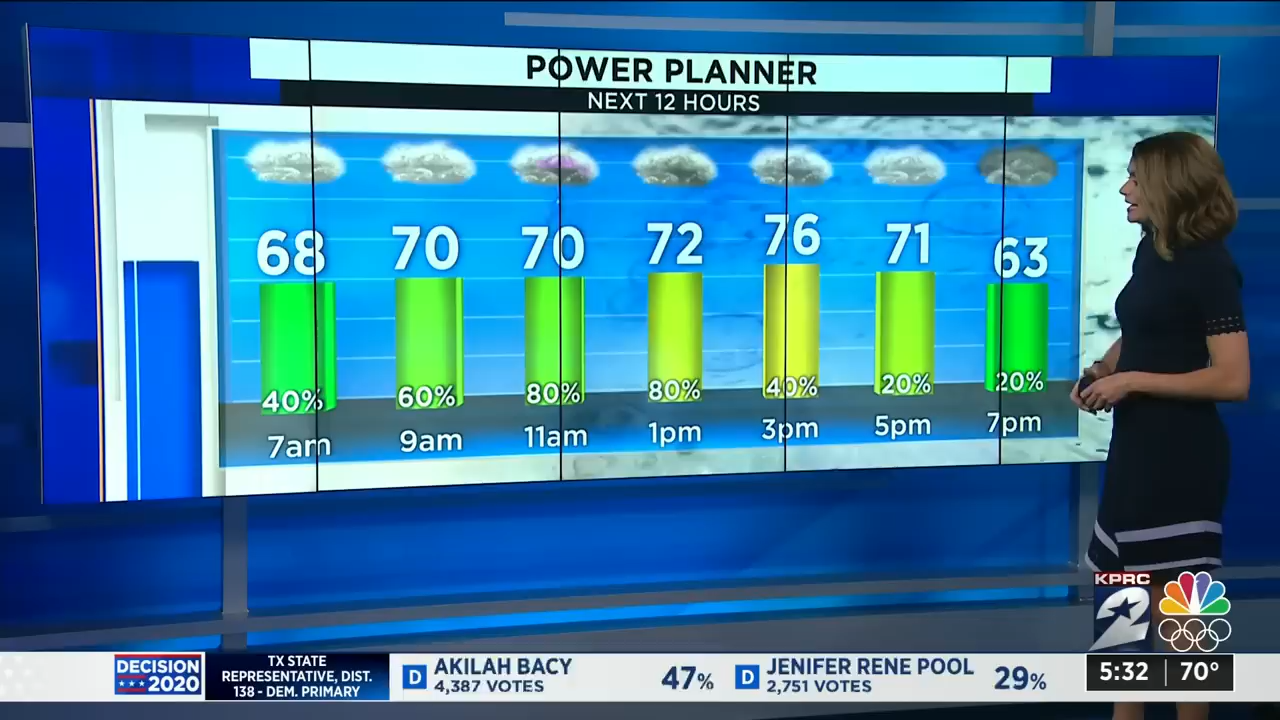 POWER PLANNER
NEXT 12 HOURS
68 70 70 72 76 71 63
40% 60% 80% 80% 40% 20% 20%
7am 9am 11am 1pm 3pm 5pm 7pm
KPRC
2
DECISION
2020
TX STATE
REPRESENTATIVE, DIST.
138 - DEM. PRIMARY
D AKILAH BACY
4,387 VOTES
47%
D JENIFER RENE POOL
2,751 VOTES
29%
5:32 70°